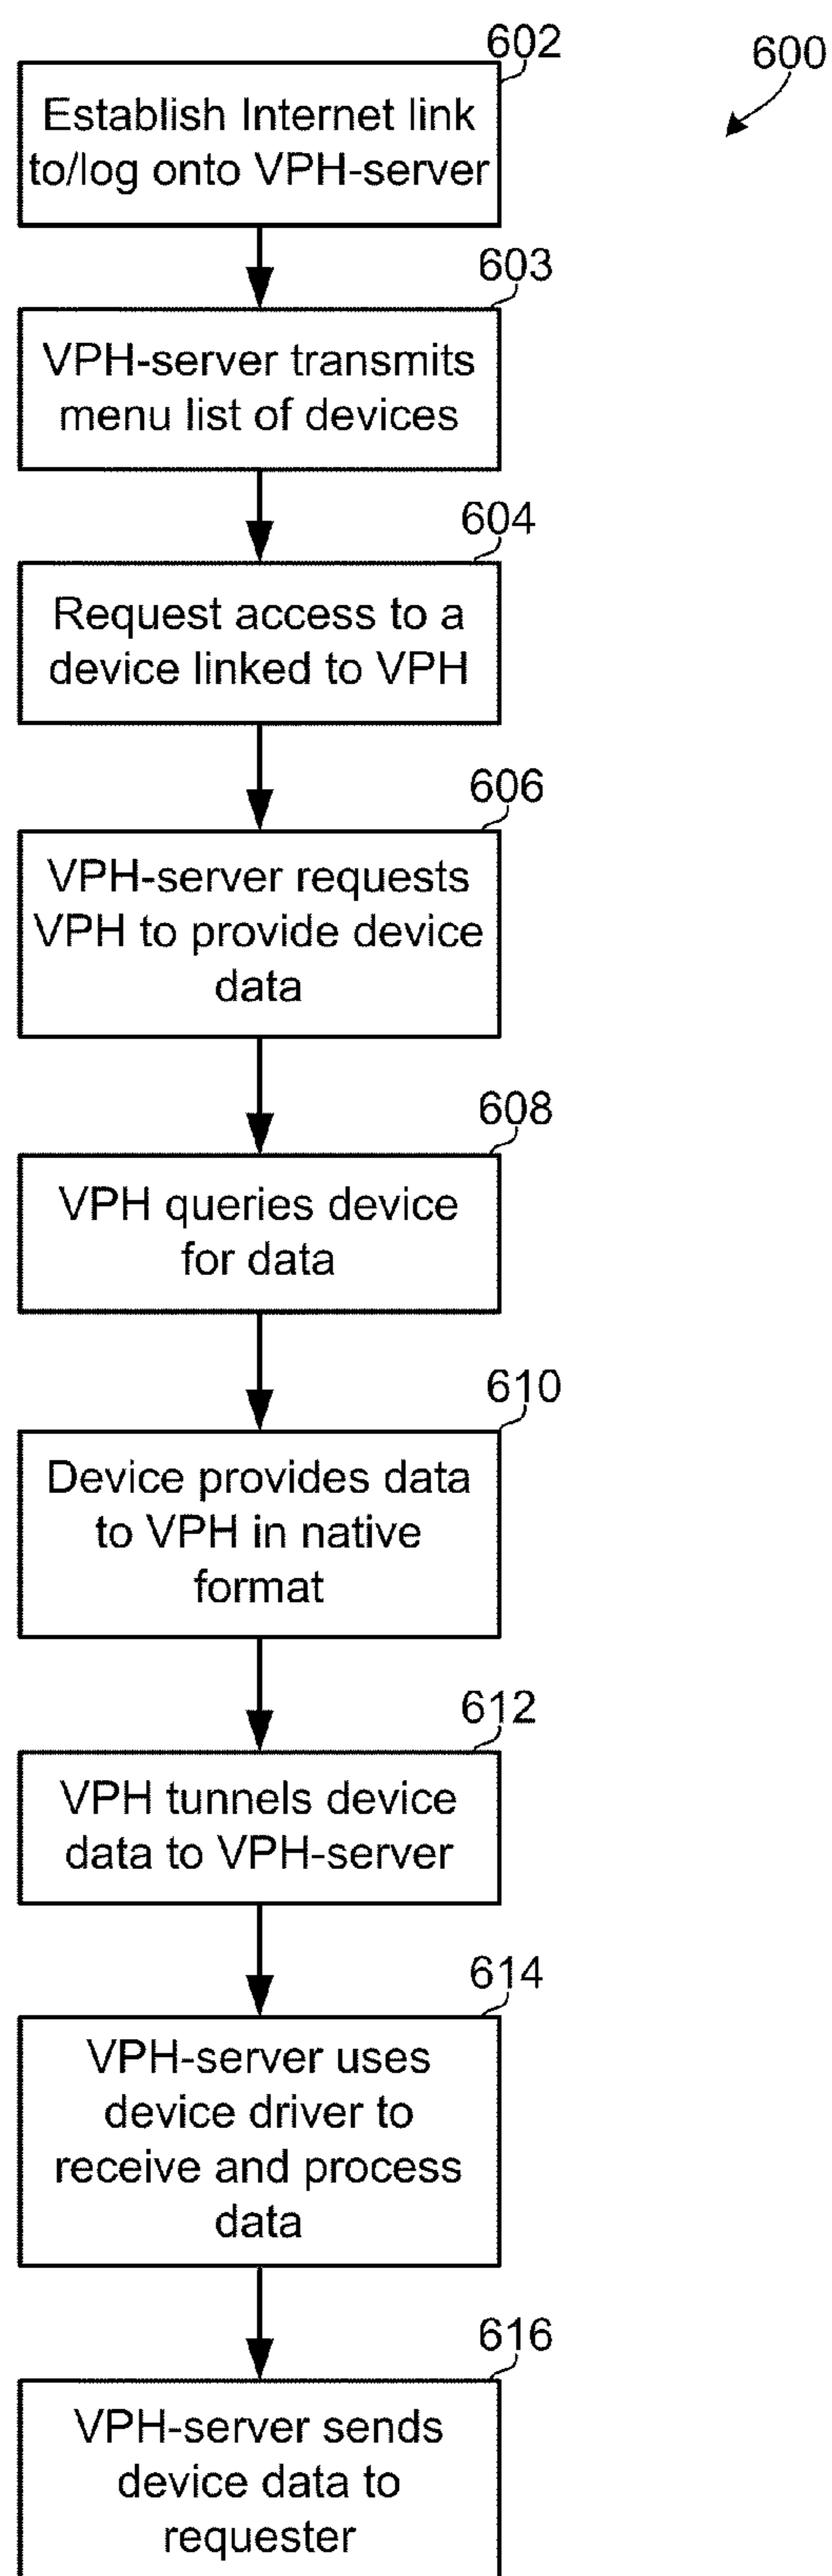 602
600
Establish Internet link
to/log onto VPH-server
603
VPH-server transmits
menu list of devices
604
Request access to a
device linked to VPH
606
VPH-server requests
VPH to provide device
data
608
VPH queries device
for data
610
Device provides data
to VPH in native
format
612
VPH tunnels device
data to VPH-server
614
VPH-server uses
device driver to
receive and process
data
616
VPH-server sends
device data to
requester